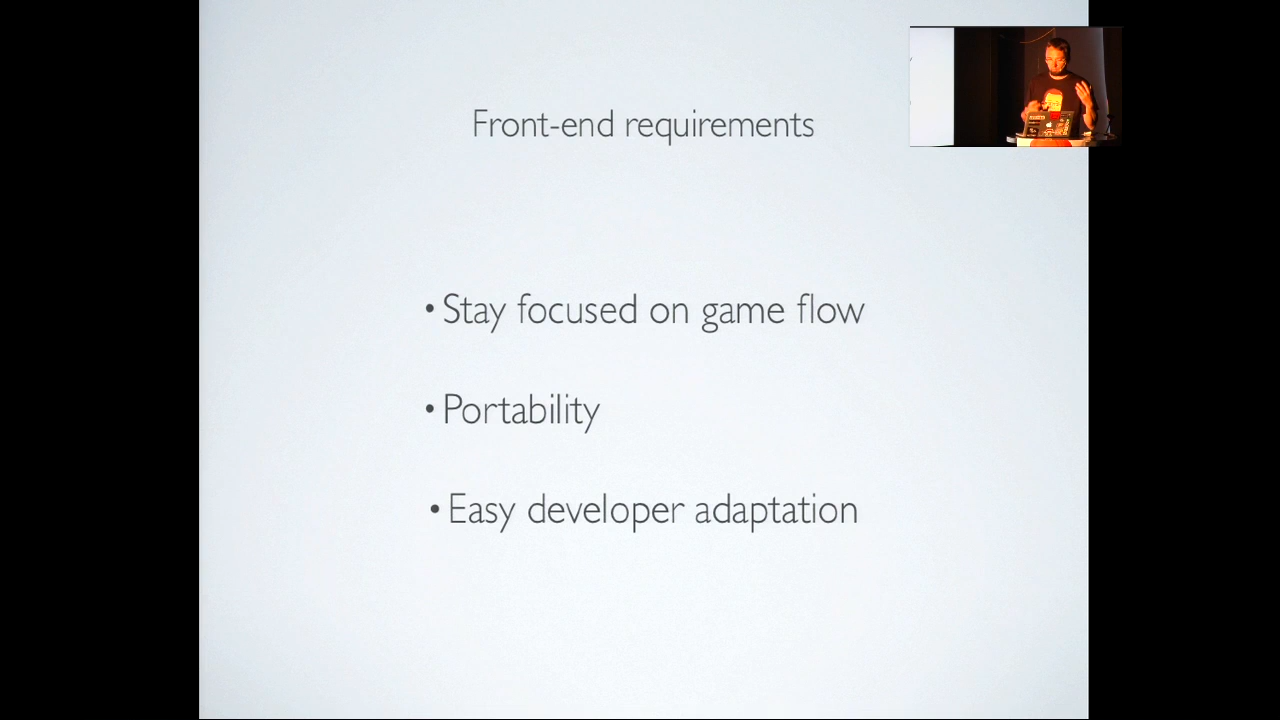 Front-end requirements
• Stay focused on game flow
• Portability
• Easy developer adaptation